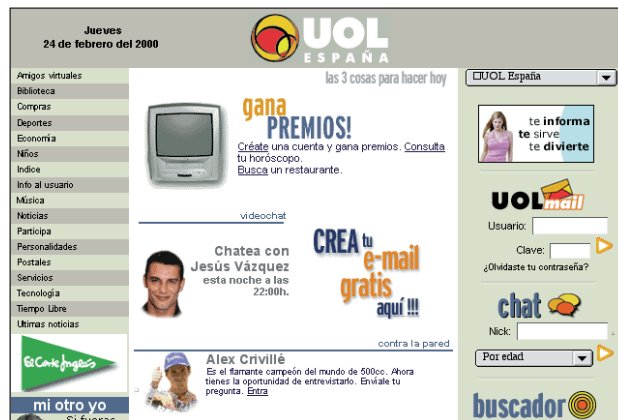 Jueves
24 de febrero del 2000
UOL
ESPAÑA
las 3 cosas para hacer hoy
Amigos virtuales
Biblioteca
Compras
Deportes
Economía
Niños
Indice
Info al usuario
Música
Noticias
Participa
Personalidades
Postales
Servicios
Tecnología
Tiempo Libre
Ultimas noticias
El Corte Inglés
mi otro yo
Si fueras
gana
PREMIOS!
Créate una cuenta y gana premios. Consulta
tu horóscopo.
Busca un restaurante.
videochat
Chatea con
Jesús Vázquez
esta noche a las
22:00h.
CREA tu
e-mail
gratis
aquí !!!
contra la pared
Alex Crivillé
Es el flamante campeón del mundo de 500cc. Ahora
tienes la oportunidad de entrevistarlo. Envíale tu
pregunta. Entra
UOL España
te informa
te sirve
te divierte
UOL mail
Usuario:
Clave:
¿Olvidaste tu contraseña?
chat
Nick:
Por edad
buscador